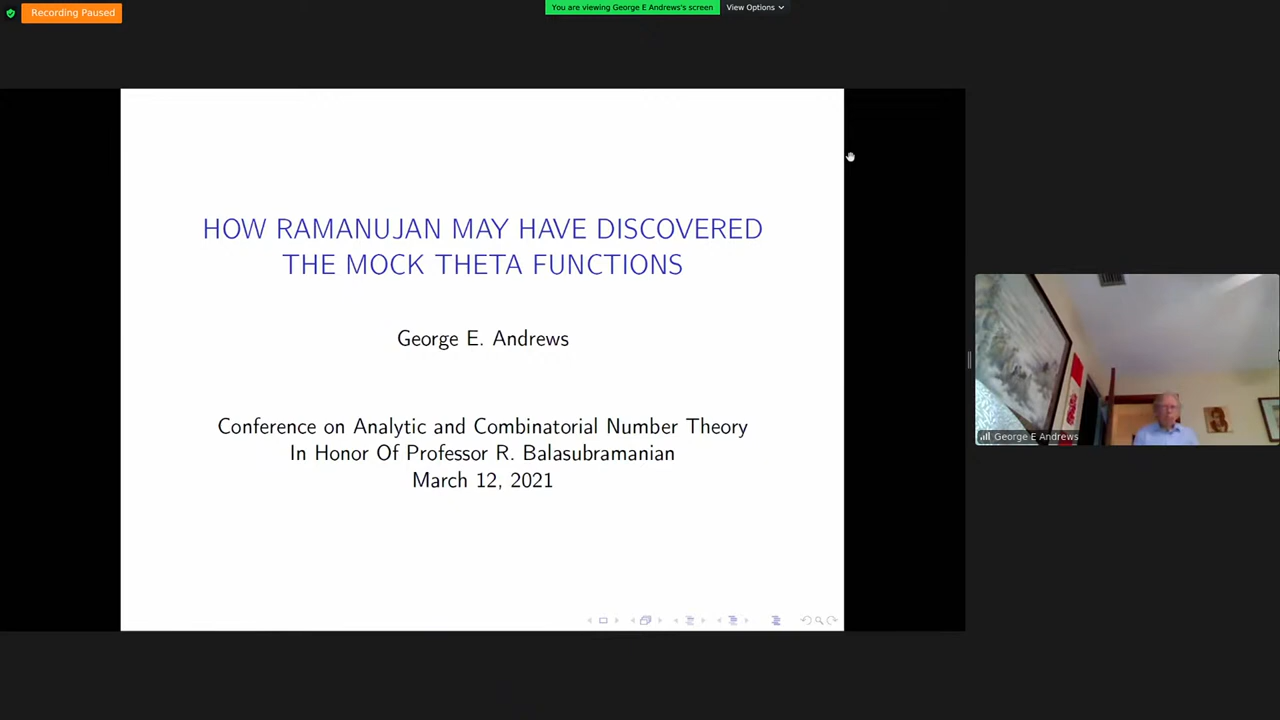 Recording Paused
You are viewing George E Andrews's screen
View Options
HOW RAMANUJAN MAY HAVE DISCOVERED
THE MOCK THETA FUNCTIONS
George E. Andrews
Conference on Analytic and Combinatorial Number Theory
In Honor Of Professor R. Balasubramanian
March 12, 2021
George E Andrews